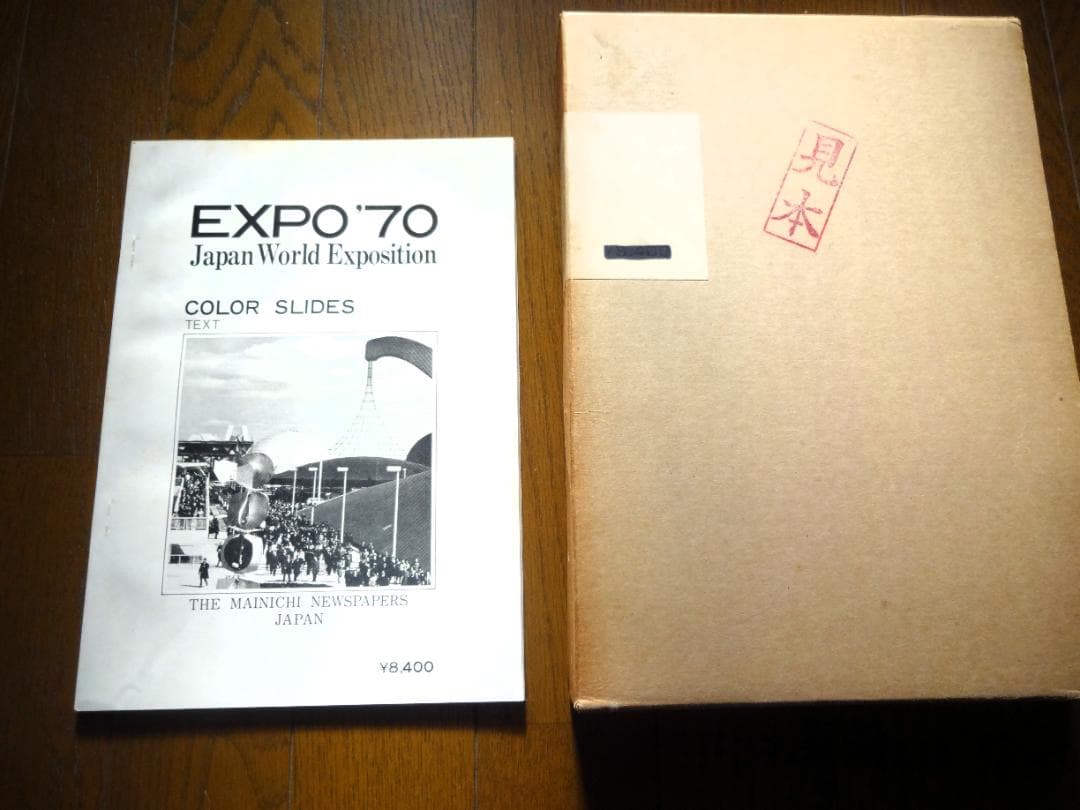 EXPO '70
Japan World Exposition
COLOR SLIDES
TEXT
THE MAINICHI NEWSPAPERS
JAPAN
¥8,400
見本